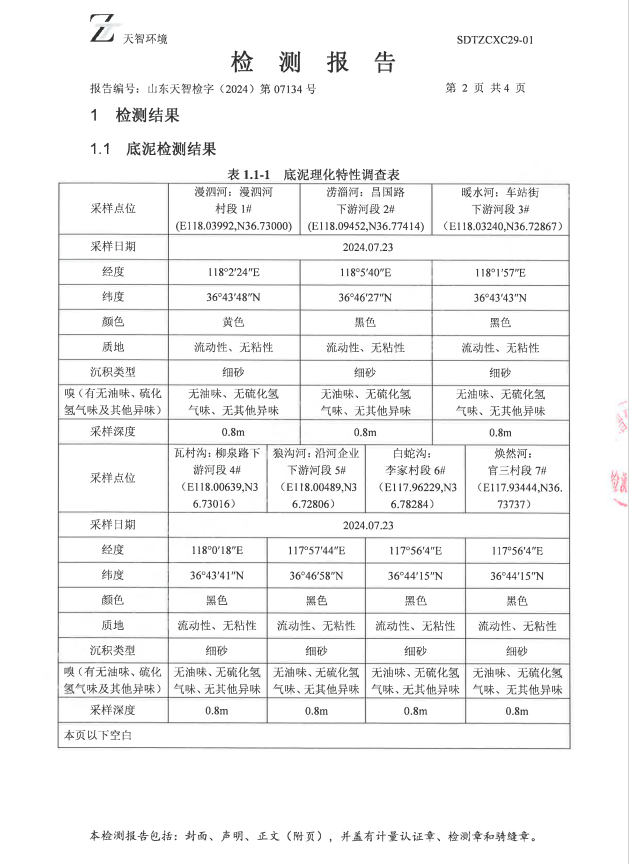 天智环境
SDTZCXC29-01
检 测 报 告
报告编号：山东天智检字（2024）第 07134 号
第 2 页 共 4 页
1 检测结果
1.1 底泥检测结果
表 1.1-1 底泥理化特性调查表
采样点位
漫泗河：漫泗河
村段 1#
(E118.03992,N36.73000)
涝淄河：昌国路
下游河段 2#
(E118.09452,N36.77414)
暖水河：车站街
下游河段 3#
（E118.03240,N36.72867）
采样日期 2024.07.23
经度 118°2′24″E 118°5′40″E 118°1′57″E
纬度 36°43′48″N 36°46′27″N 36°43′43″N
颜色 黄色 黑色 黑色
质地 流动性、无粘性 流动性、无粘性 流动性、无粘性
沉积类型 细砂 细砂 细砂
嗅（有无油味、硫化
氢气味及其他异味）
无油味、无硫化氢
气味、无其他异味
无油味、无硫化氢
气味、无其他异味
无油味、无硫化氢
气味、无其他异味
采样深度 0.8m 0.8m 0.8m
采样点位
瓦村沟：柳泉路下
游河段 4#
（E118.00639,N3
6.73016）
狼沟河：沿河企业
下游河段 5#
（E118.00489,N3
6.72806）
白蛇沟：
李家村段 6#
（E117.96229,N3
6.78284）
焕然河：
官三村段 7#
（E117.93444,N36.
73737）
采样日期 2024.07.23
经度 118°0′18″E 117°57′44″E 117°56′4″E 117°56′4″E
纬度 36°43′41″N 36°46′58″N 36°44′15″N 36°44′15″N
颜色 黑色 黑色 黑色 黑色
质地 流动性、无粘性 流动性、无粘性 流动性、无粘性 流动性、无粘性
沉积类型 细砂 细砂 细砂 细砂
嗅（有无油味、硫化
氢气味及其他异味）
无油味、无硫化氢
气味、无其他异味
无油味、无硫化氢
气味、无其他异味
无油味、无硫化氢
气味、无其他异味
无油味、无硫化氢
气味、无其他异味
采样深度 0.8m 0.8m 0.8m 0.8m
本页以下空白
本检测报告包括：封面、声明、正文（附页），并盖有计量认证章、检测章和骑缝章。